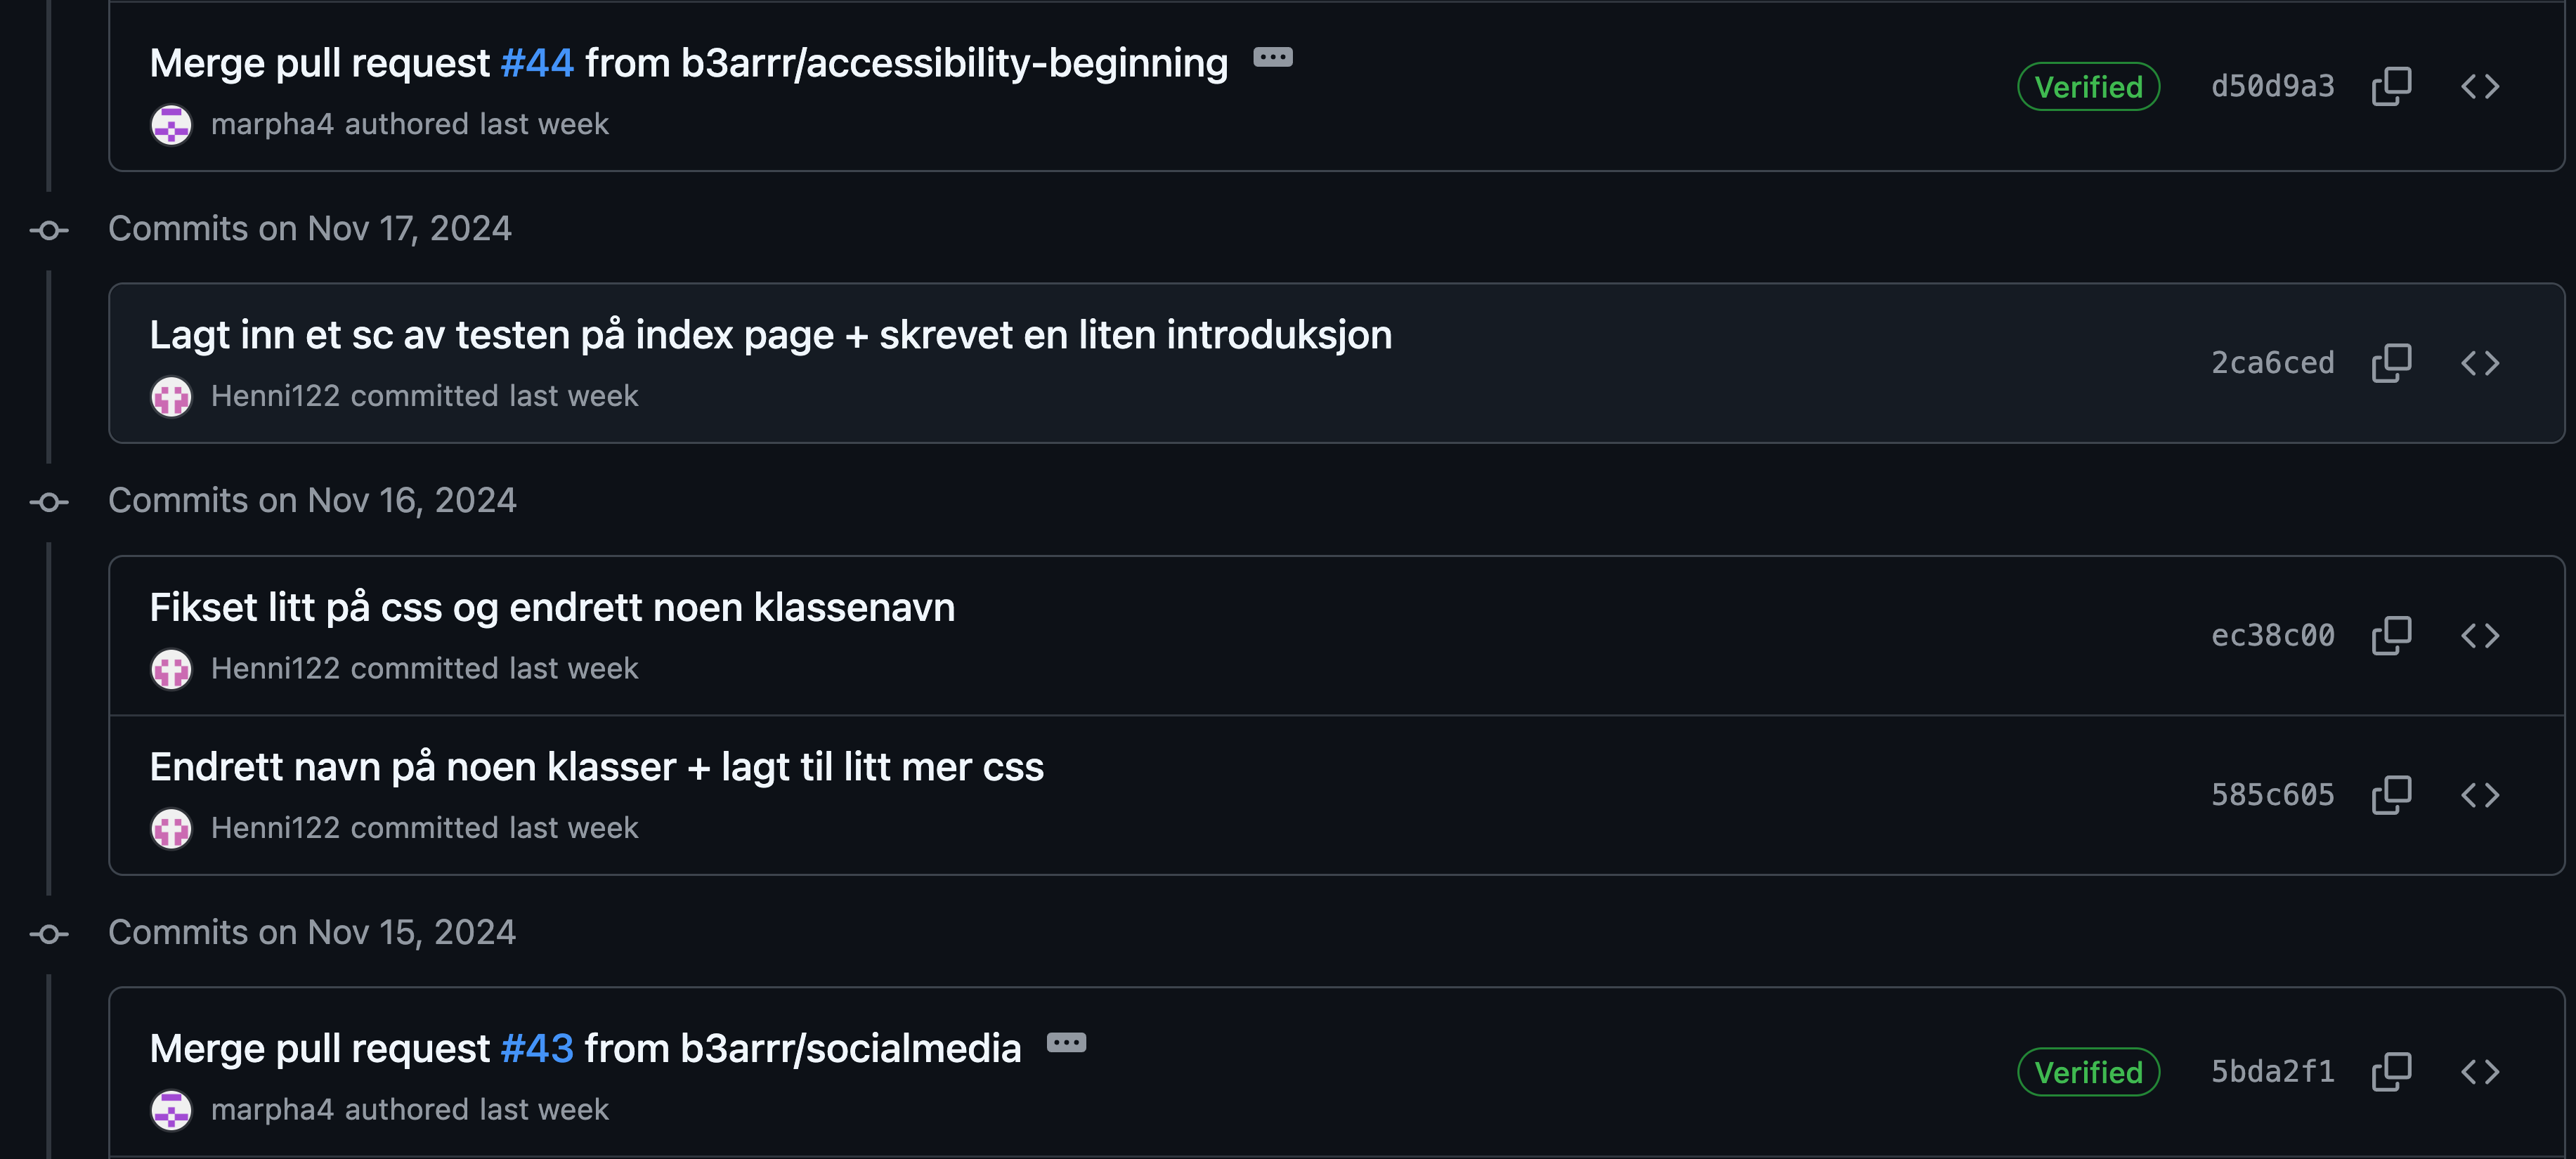 Merge pull request #44 from b3arrr/accessibility-beginning
marpha4 authored last week
Verified d50d9a3
Commits on Nov 17, 2024
Lagt inn et sc av testen på index page + skrevet en liten introduksjon
Henni122 committed last week
2ca6ced
Commits on Nov 16, 2024
Fikset litt på css og endrett noen klassenavn
Henni122 committed last week
ec38c00
Endrett navn på noen klasser + lagt til litt mer css
Henni122 committed last week
585c605
Commits on Nov 15, 2024
Merge pull request #43 from b3arrr/socialmedia
marpha4 authored last week
Verified 5bda2f1